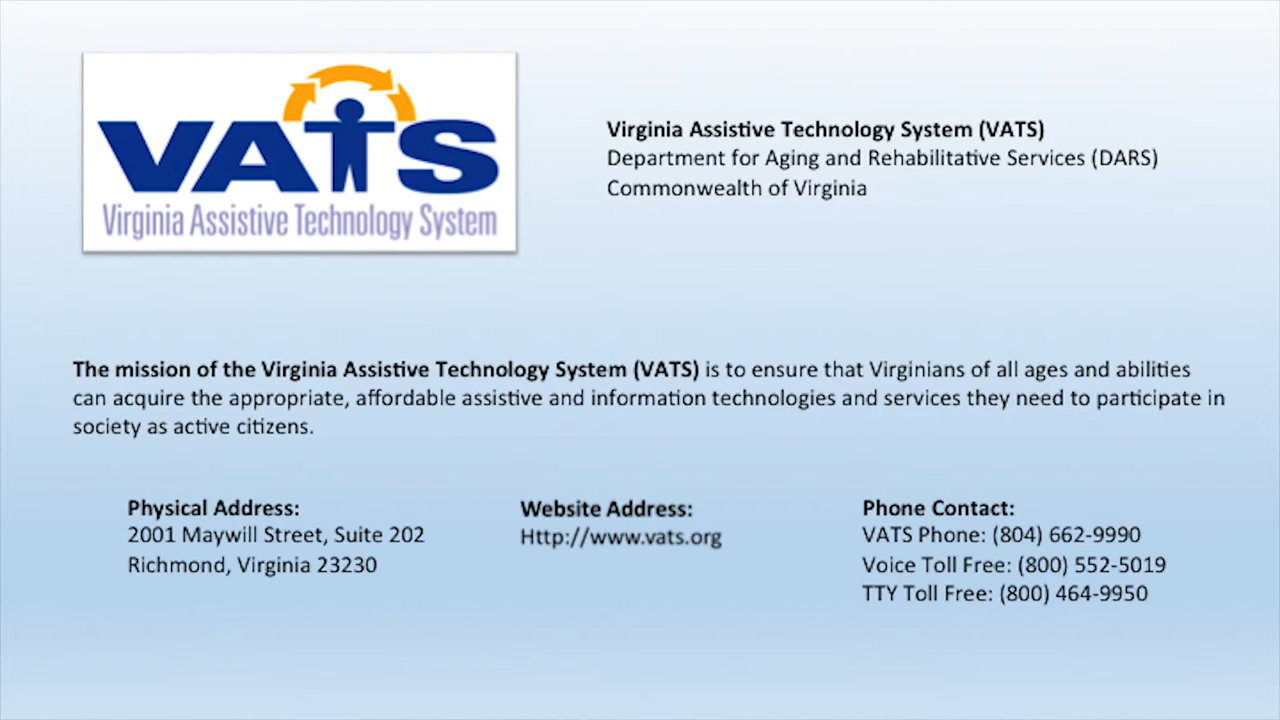 VATS
Virginia Assistive Technology System
Virginia Assistive Technology System (VATS)
Department for Aging and Rehabilitative Services (DARS)
Commonwealth of Virginia
The mission of the Virginia Assistive Technology System (VATS) is to ensure that Virginians of all ages and abilities
can acquire the appropriate, affordable assistive and information technologies and services they need to participate in
society as active citizens.
Physical Address:
2001 Maywill Street, Suite 202
Richmond, Virginia 23230
Website Address:
Http://www.vats.org
Phone Contact:
VATS Phone: (804) 662-9990
Voice Toll Free: (800) 552-5019
TTY Toll Free: (800) 464-9950